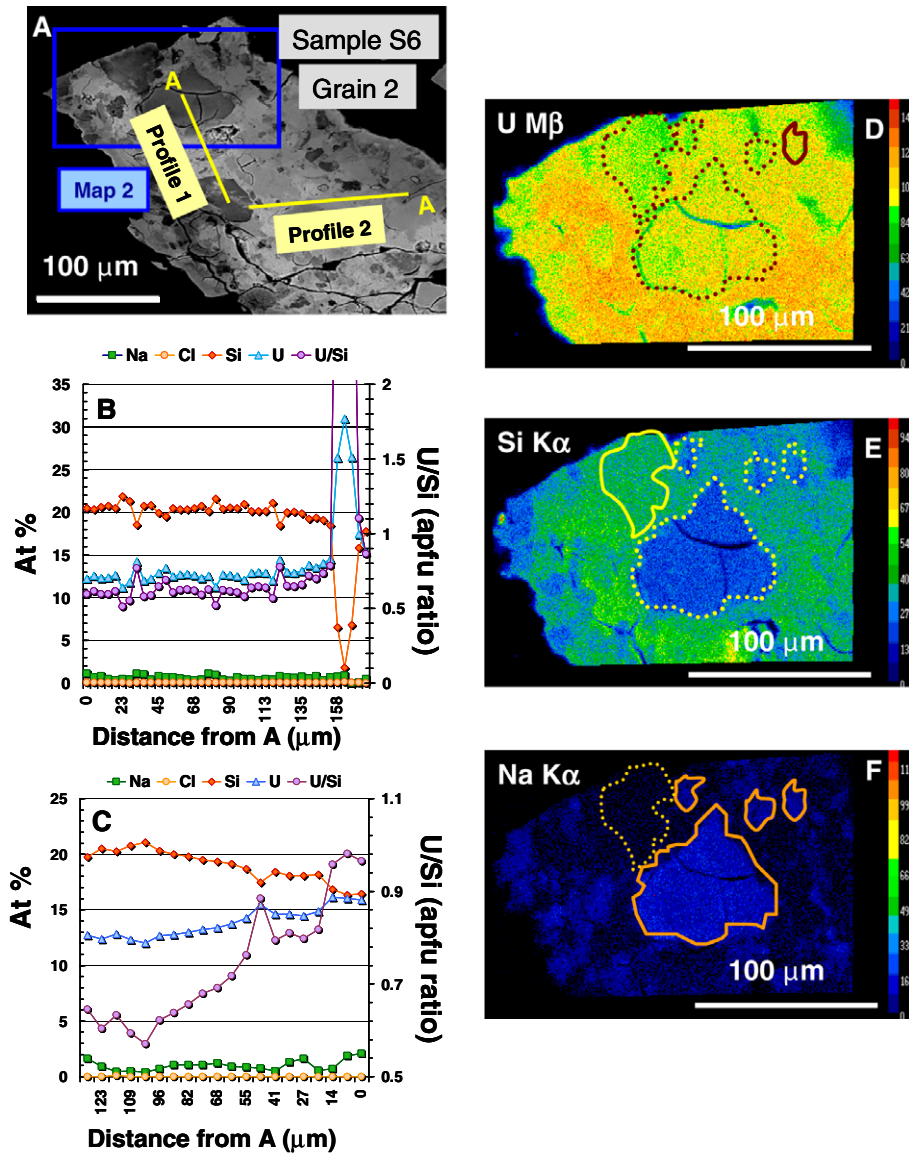 A
Sample S6
Grain 2
A
Profile 1
Map 2
Profile 2
A
100 μm
Na Cl Si U U/Si
B
35
30
25
20
15
10
5
0
2
1.5
1
0.5
0
At %
U/Si (apfu ratio)
0 23 45 68 90 113 135 158
Distance from A (μm)
Na Cl Si U U/Si
C
25
20
15
10
5
0
1.1
0.9
0.7
0.5
At %
U/Si (apfu ratio)
123 109 96 82 68 55 41 27 14 0
Distance from A (μm)
U Mβ
D
100 μm
Si Kα
E
100 μm
Na Kα
F
100 μm